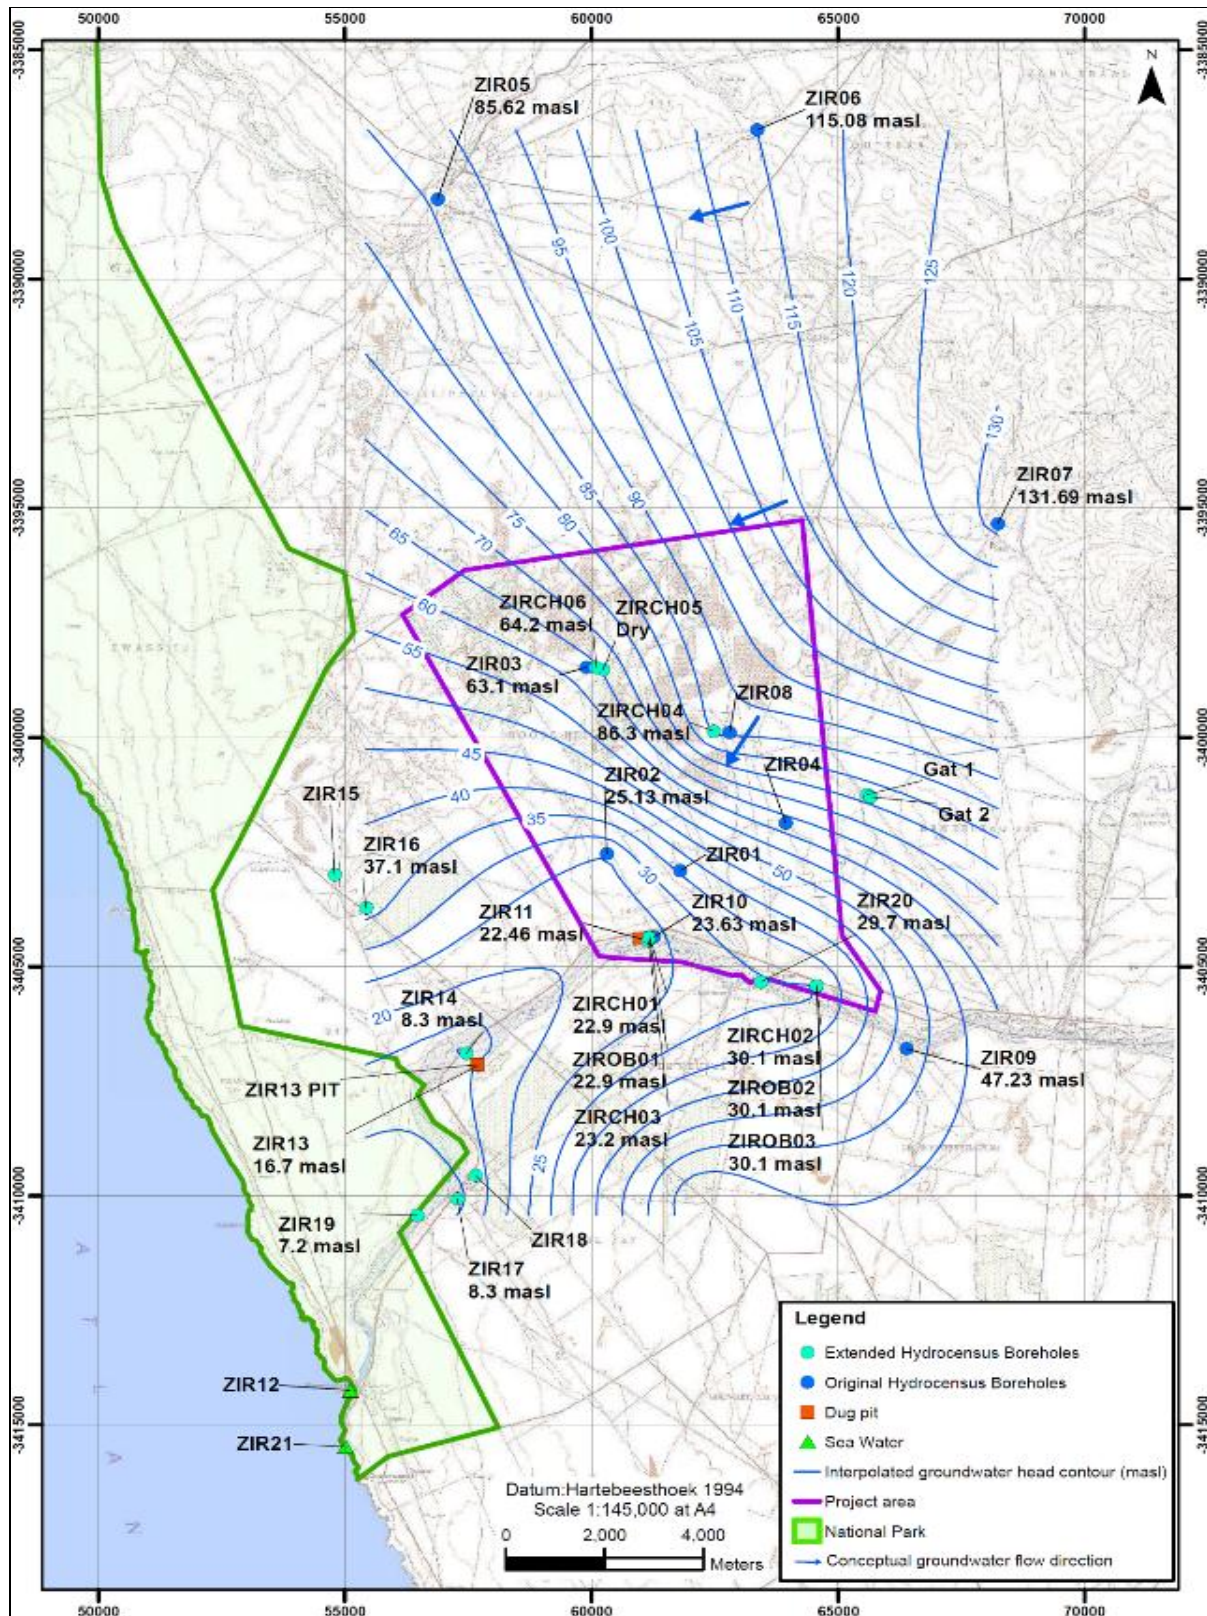 50000 55000 60000 65000 70000
-3385000 -3385000
ZIR05
85.62 masl
ZIR06
115.08 masl
N
-3390000 -3390000
95
100
105
110
115
120
125
130
ZIR07
131.69 masl
-3395000 -3395000
65
70
75
80
85
90
60
55
ZIRCH06
64.2 masl
ZIRCH05
Dry
ZIR03
63.1 masl
ZIRCH04
86.3 masl
ZIR08
-3400000 -3400000
45
40
35
ZIR02
25.13 masl
ZIR04
Gat 1
Gat 2
ZIR15
ZIR16
37.1 masl
ZIR01
30
50
ZIR11
22.46 masl
ZIR10
23.63 masl
ZIR20
29.7 masl
-3405000 -3405000
20
ZIR14
8.3 masl
ZIRCH01
22.9 masl
ZIROB01
22.9 masl
ZIRCH03
23.2 masl
ZIRCH02
30.1 masl
ZIROB02
30.1 masl
ZIROB03
30.1 masl
ZIR09
47.23 masl
ZIR13 PIT
ZIR13
16.7 masl
25
-3410000 -3410000
ZIR19
7.2 masl
ZIR18
ZIR17
8.3 masl
A
T
L
A
N
ZIR12
ZIR21
-3415000 -3415000
Datum:Hartebeesthoek 1994
Scale 1:145,000 at A4
0 2,000 4,000
Meters
Legend
Extended Hydrocensus Boreholes
Original Hydrocensus Boreholes
Dug pit
Sea Water
Interpolated groundwater head contour (masl)
Project area
National Park
Conceptual groundwater flow direction
50000 55000 60000 65000 70000